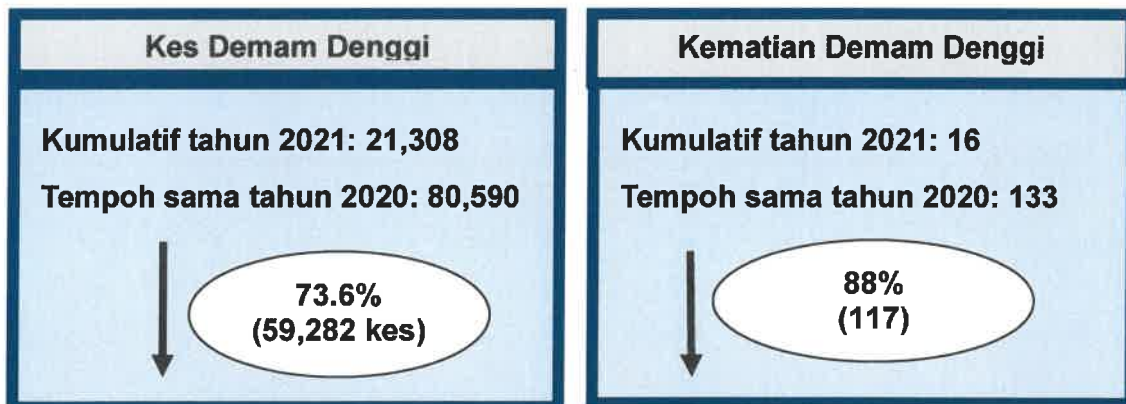 Kes Demam Denggi
Kumulatif tahun 2021: 21,308
Tempoh sama tahun 2020: 80,590
73.6%
(59,282 kes)
Kematian Demam Denggi
Kumulatif tahun 2021: 16
Tempoh sama tahun 2020: 133
88%
(117)